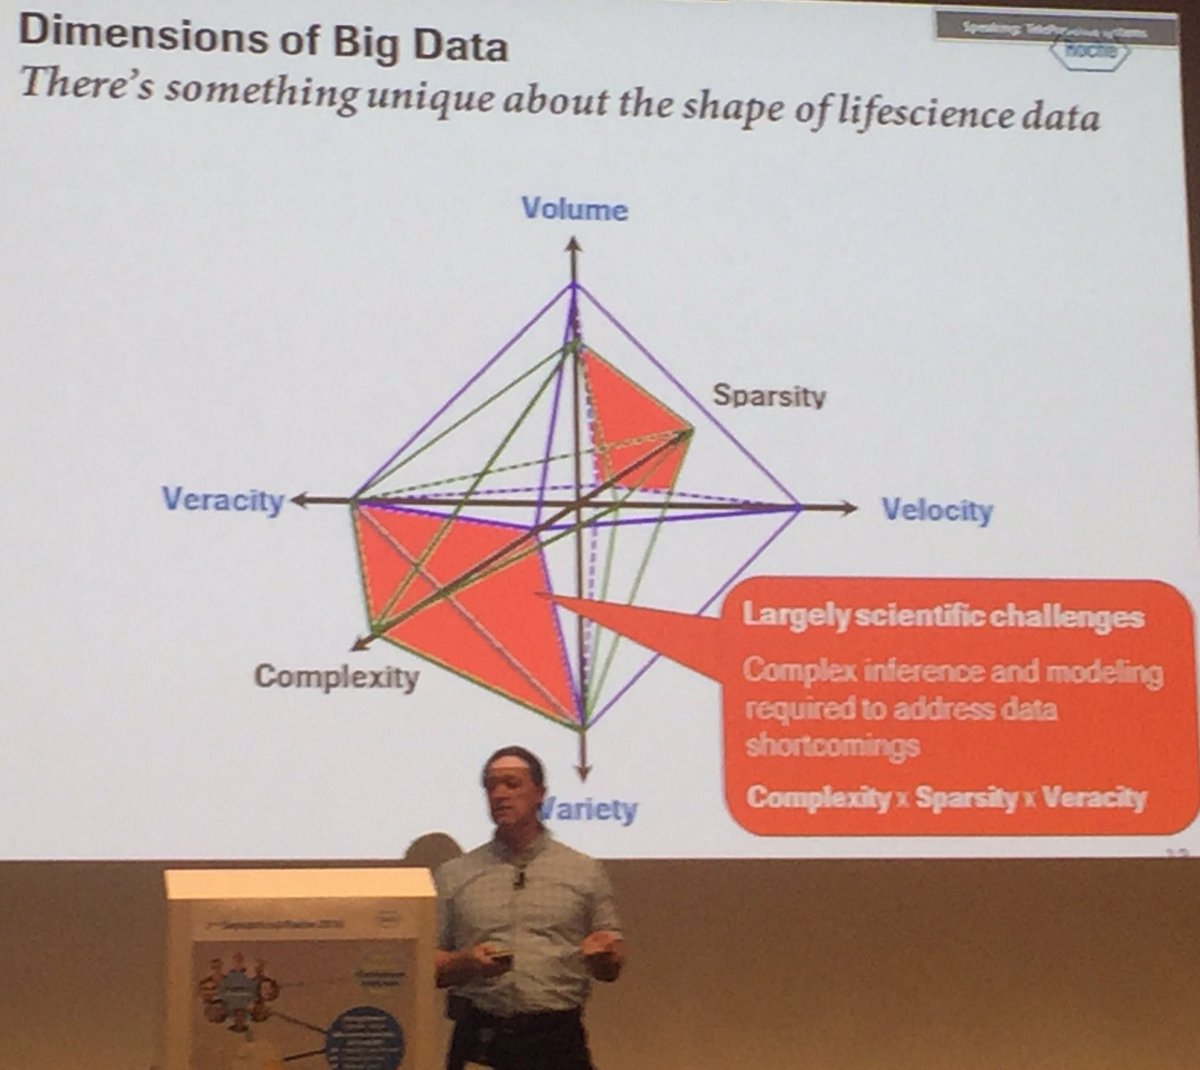 Dimensions of Big Data
There's something unique about the shape of lifescience data
Roche
Volume
Sparsity
Veracity
Velocity
Complexity
Variety
Largely scientific challenges
Complex inference and modeling
required to address data
shortcomings
Complexity x Sparsity x Veracity